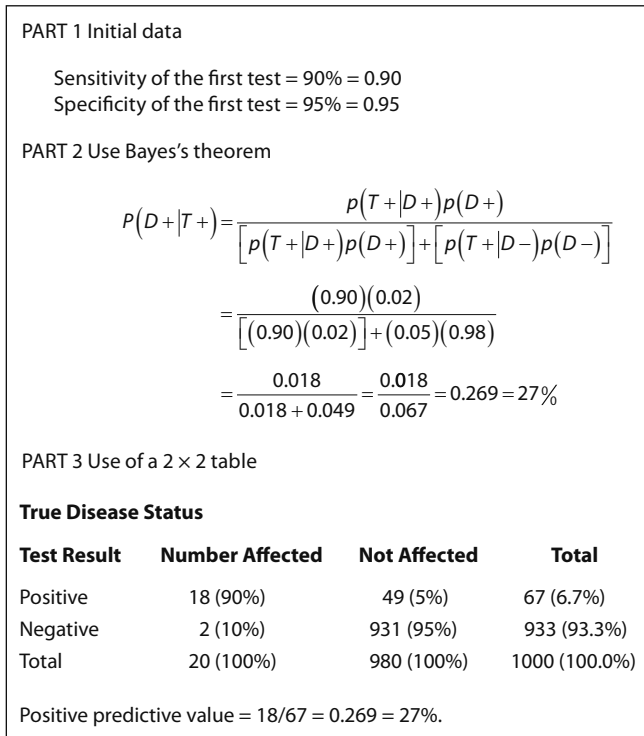 PART 1 Initial data
Sensitivity of the first test = 90% = 0.90
Specificity of the first test = 95% = 0.95
PART 2 Use Bayes's theorem
P(D+|T+) = p(T+|D+)p(D+) / [p(T+|D+)p(D+)]+[p(T+|D−)p(D−)]
= (0.90)(0.02) / [(0.90)(0.02)]+(0.05)(0.98)
= 0.018 / 0.018 + 0.049 = 0.018 / 0.067 = 0.269 = 27%
PART 3 Use of a 2 × 2 table
True Disease Status
Test Result Number Affected Not Affected Total
Positive 18 (90%) 49 (5%) 67 (6.7%)
Negative 2 (10%) 931 (95%) 933 (93.3%)
Total 20 (100%) 980 (100%) 1000 (100.0%)
Positive predictive value = 18/67 = 0.269 = 27%.